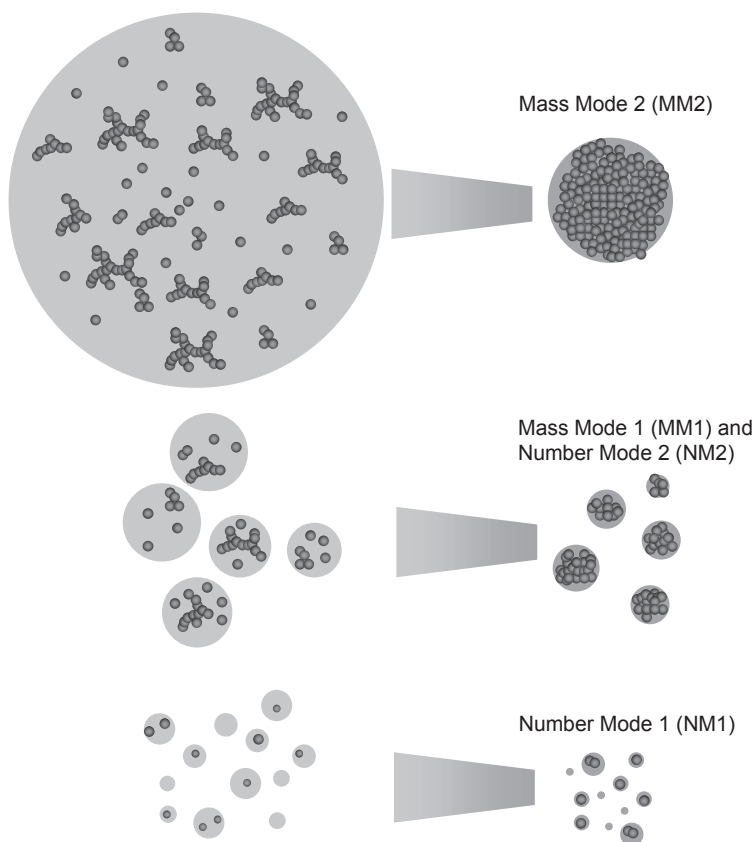 Mass Mode 2 (MM2)
Mass Mode 1 (MM1) and
Number Mode 2 (NM2)
Number Mode 1 (NM1)